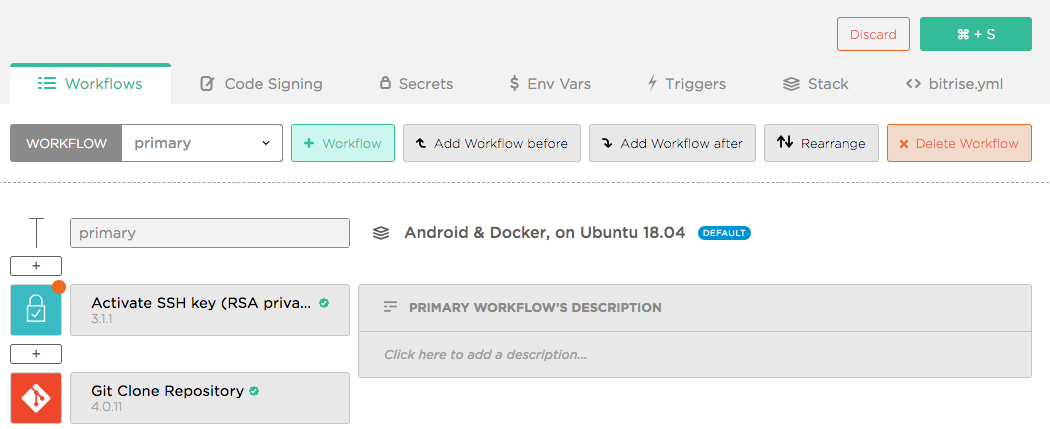 Discard ⌘ + S
Workflows Code Signing Secrets $ Env Vars Triggers Stack <> bitrise.yml
WORKFLOW primary + Workflow Add Workflow before Add Workflow after Rearrange × Delete Workflow
primary Android & Docker, on Ubuntu 18.04 DEFAULT
+
Activate SSH key (RSA priva... PRIMARY WORKFLOW'S DESCRIPTION
3.1.1
+ Click here to add a description...
Git Clone Repository
4.0.11